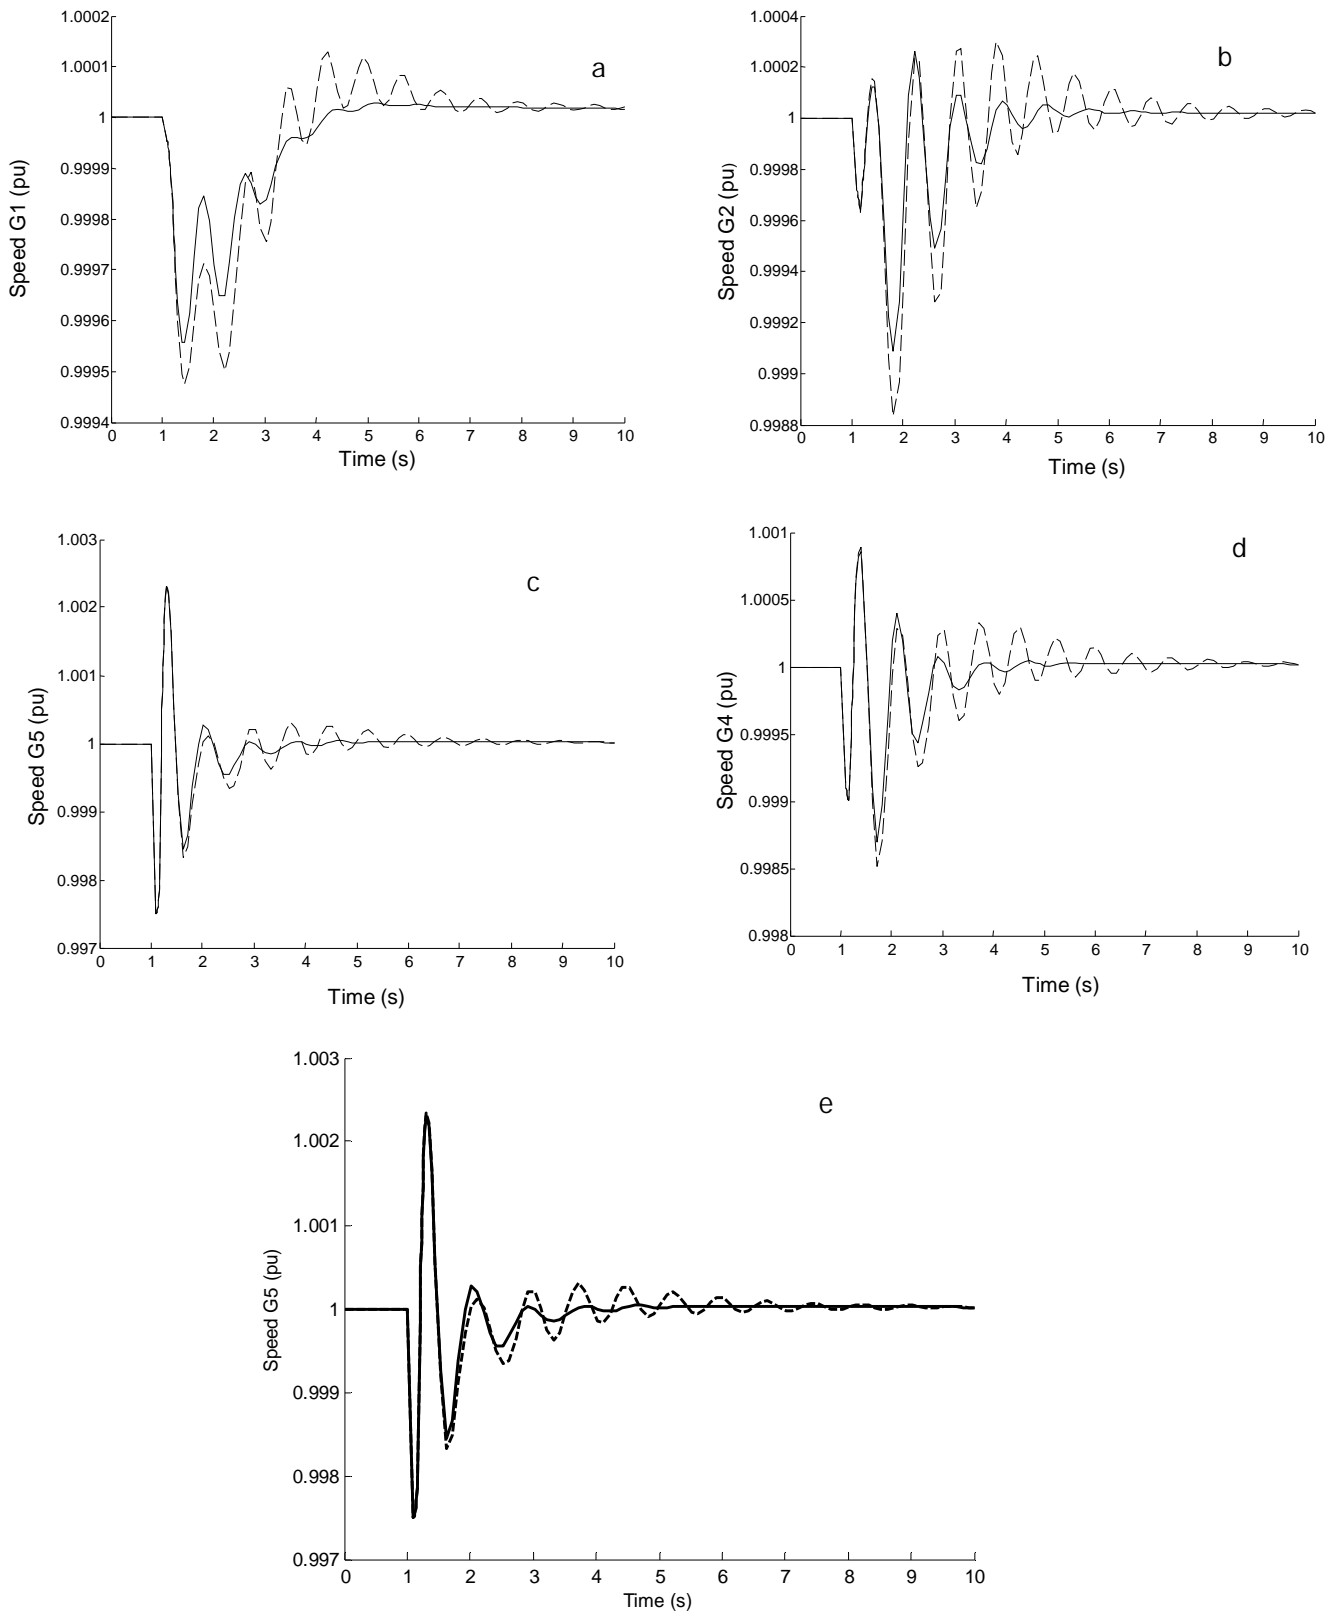 1.0002
1.0001
1
0.9999
0.9998
0.9997
0.9996
0.9995
0.9994
0 1 2 3 4 5 6 7 8 9 10
Speed G1 (pu)
Time (s)
a
1.0004
1.0002
1
0.9998
0.9996
0.9994
0.9992
0.999
0.9988
0 1 2 3 4 5 6 7 8 9 10
Speed G2 (pu)
Time (s)
b
1.003
1.002
1.001
1
0.999
0.998
0.997
0 1 2 3 4 5 6 7 8 9 10
Speed G5 (pu)
Time (s)
c
1.001
1.0005
1
0.9995
0.999
0.9985
0.998
0 1 2 3 4 5 6 7 8 9 10
Speed G4 (pu)
Time (s)
d
1.003
1.002
1.001
1
0.999
0.998
0.997
0 1 2 3 4 5 6 7 8 9 10
Speed G5 (pu)
Time (s)
e